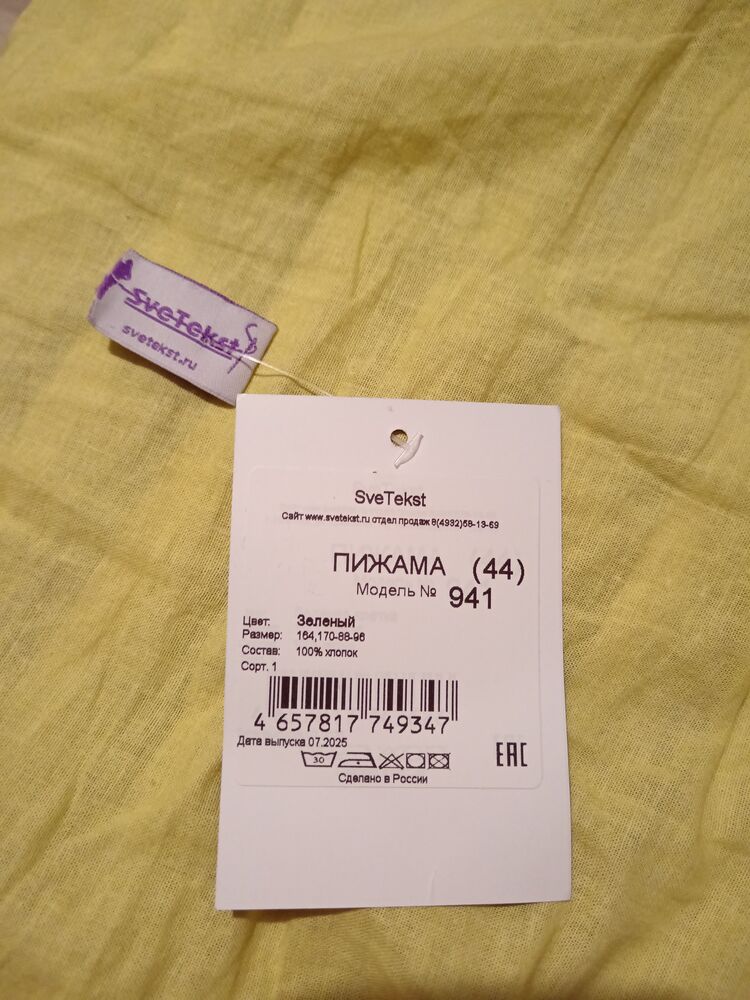 SveTekst
svetekst.ru
SveTekst
Сайт www.svetekst.ru отдел продаж 8(4932)58-13-69
ПИЖАМА (44)
Модель № 941
Цвет: Зеленый
Размер: 164,170-88-96
Состав: 100% хлопок
Сорт. 1
4 657817 749347
Дата выпуска 07.2025
30
EAC
Сделано в России